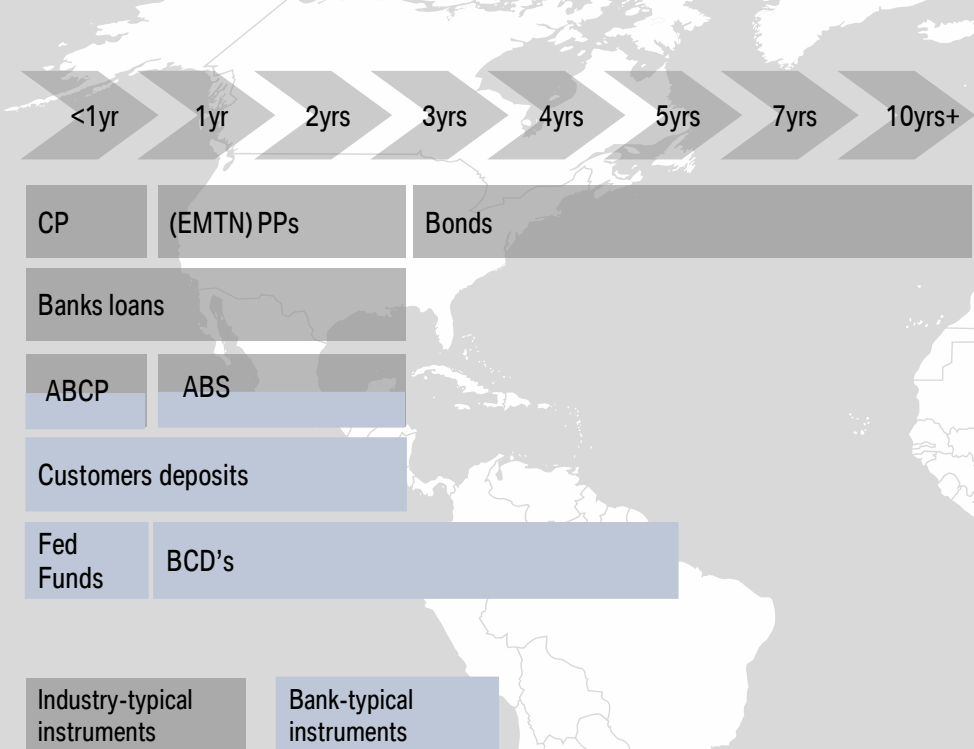 <1yr 1yr 2yrs 3yrs 4yrs 5yrs 7yrs 10yrs+
CP (EMTN) PPs Bonds
Banks loans
ABCP ABS
Customers deposits
Fed
Funds
BCD’s
Industry-typical
instruments
Bank-typical
instruments